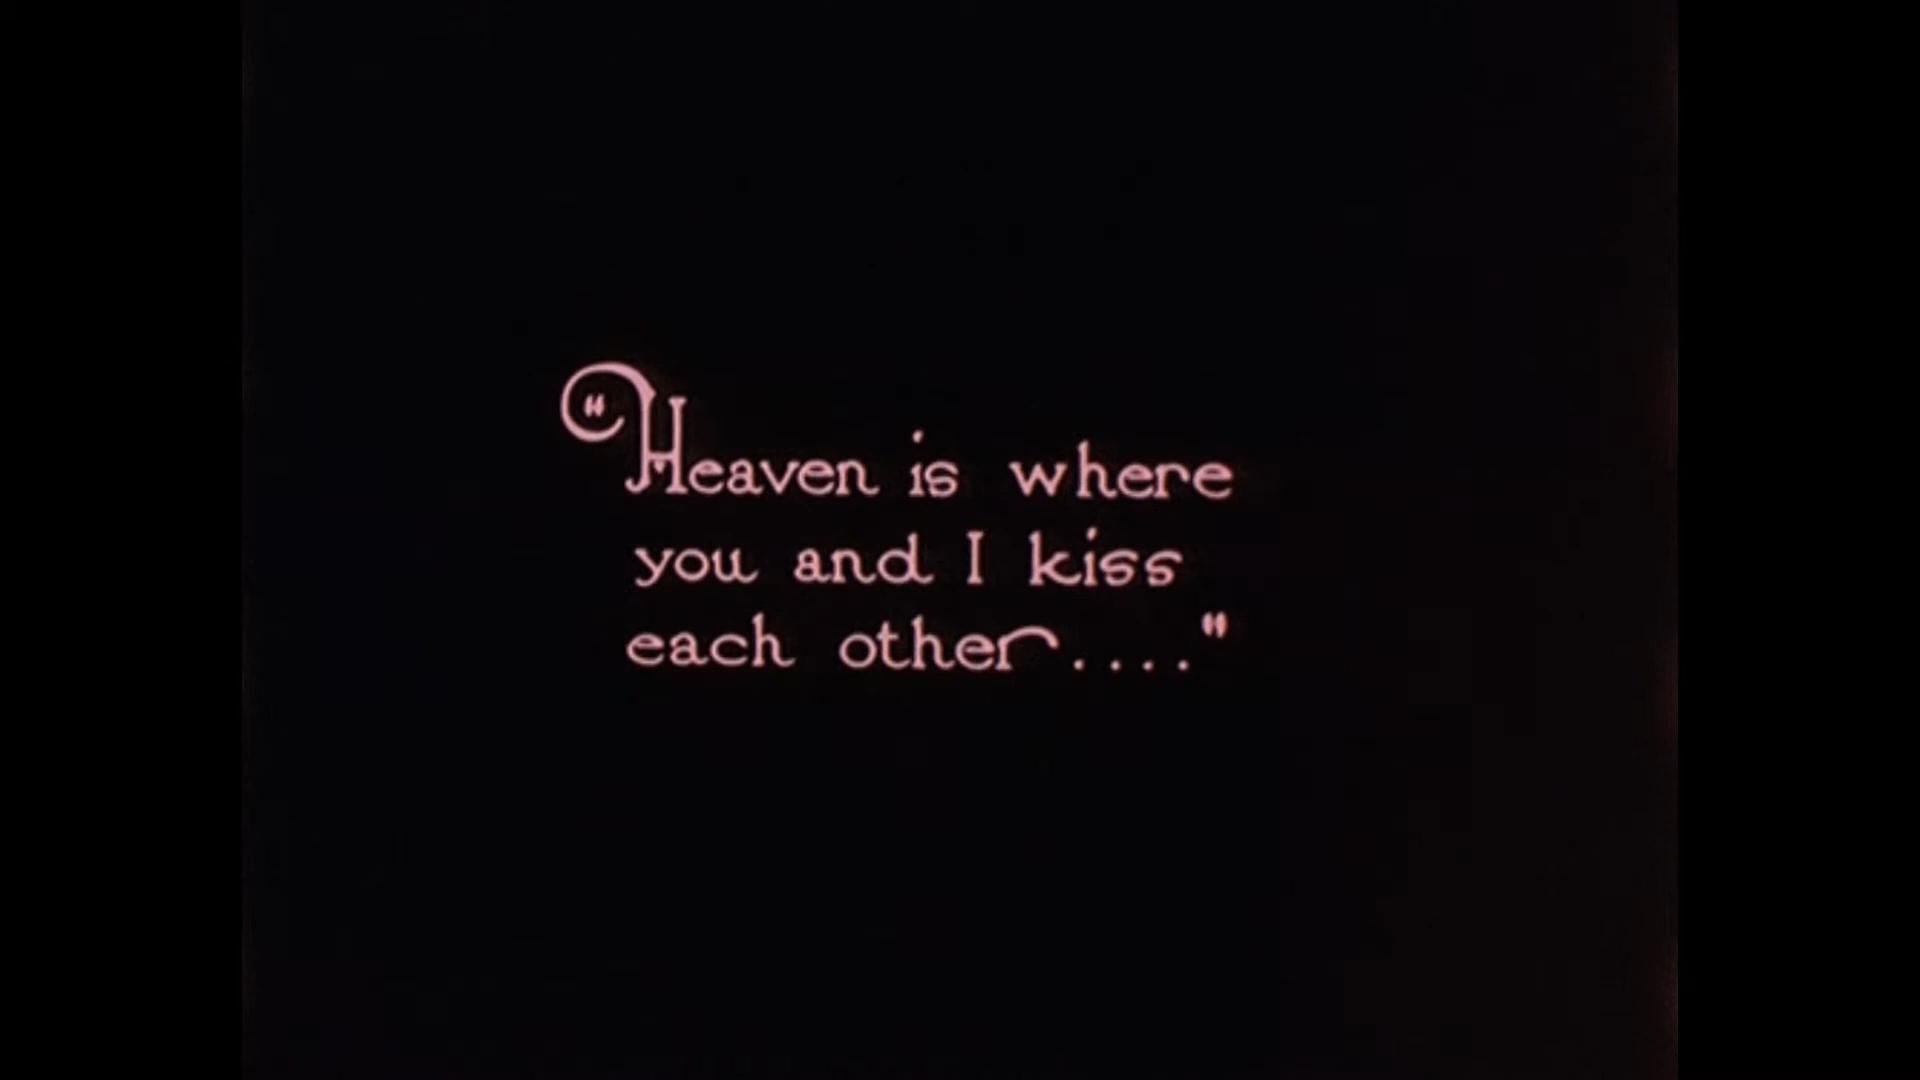 "Heaven is where
you and I kiss
each other...."